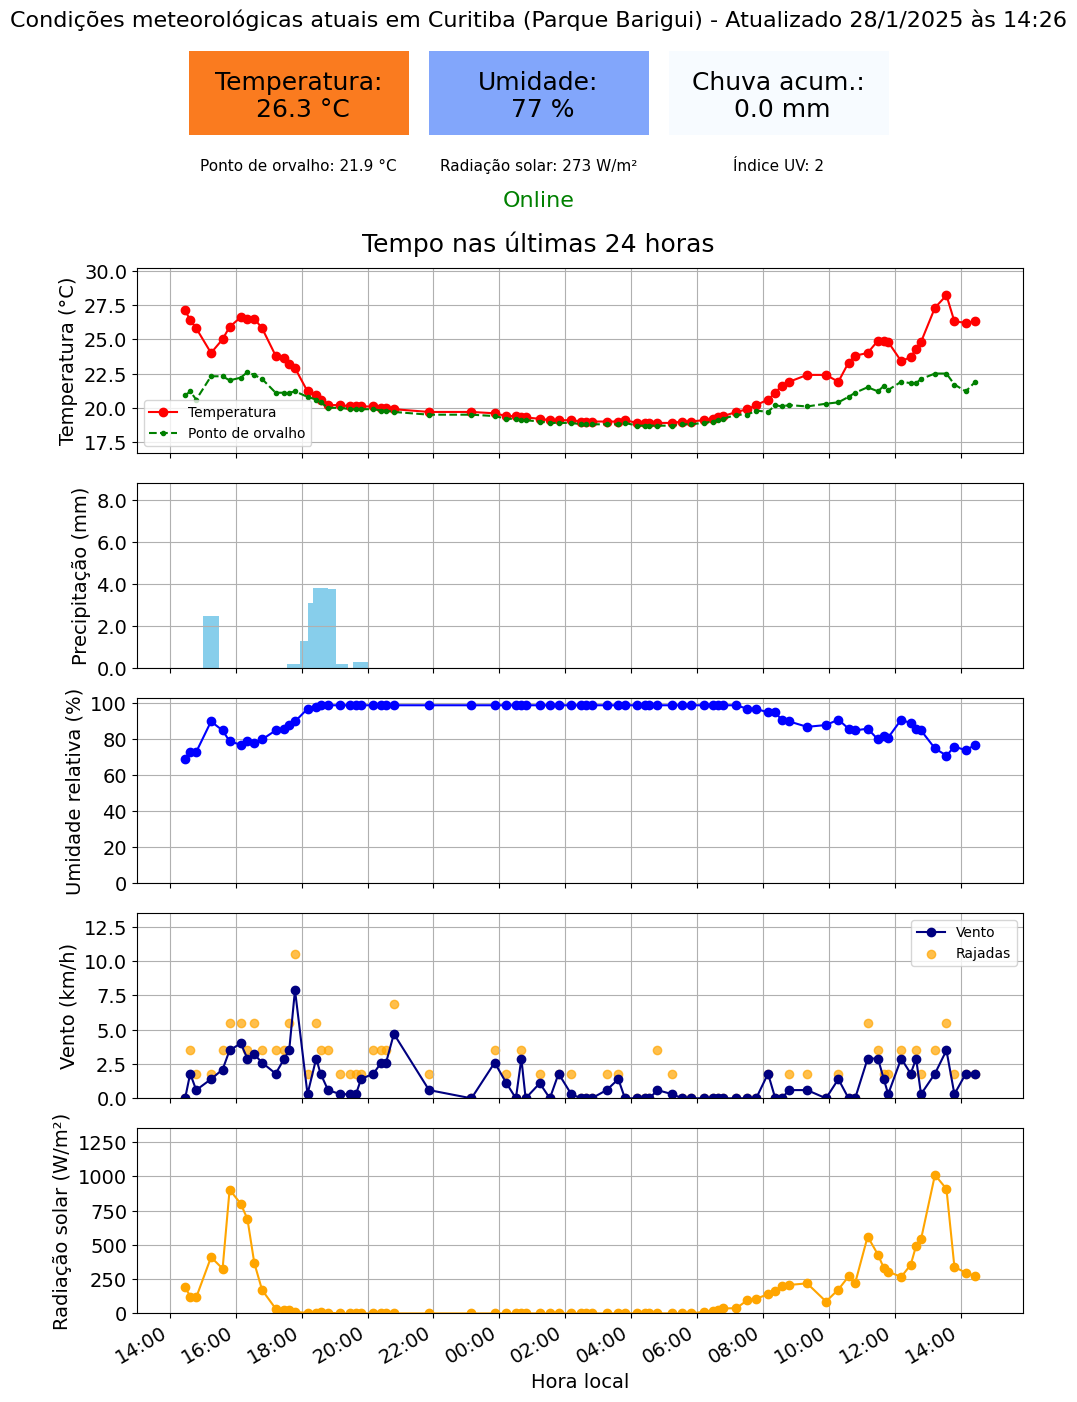 Condições meteorológicas atuais em Curitiba (Parque Barigui) - Atualizado 28/1/2025 às 14:26
Temperatura:
26.3 °C
Umidade:
77 %
Chuva acum.:
0.0 mm
Ponto de orvalho: 21.9 °C
Radiação solar: 273 W/m²
Índice UV: 2
Online
Tempo nas últimas 24 horas
Temperatura (°C)
30.0
27.5
25.0
22.5
20.0
17.5
Temperatura
Ponto de orvalho
Precipitação (mm)
8.0
6.0
4.0
2.0
0.0
Umidade relativa (%)
100
80
60
40
20
0
Vento (km/h)
12.5
10.0
7.5
5.0
2.5
0.0
Vento
Rajadas
Radiação solar (W/m²)
1250
1000
750
500
250
0
14:00
16:00
18:00
20:00
22:00
00:00
02:00
04:00
06:00
08:00
10:00
12:00
14:00
Hora local